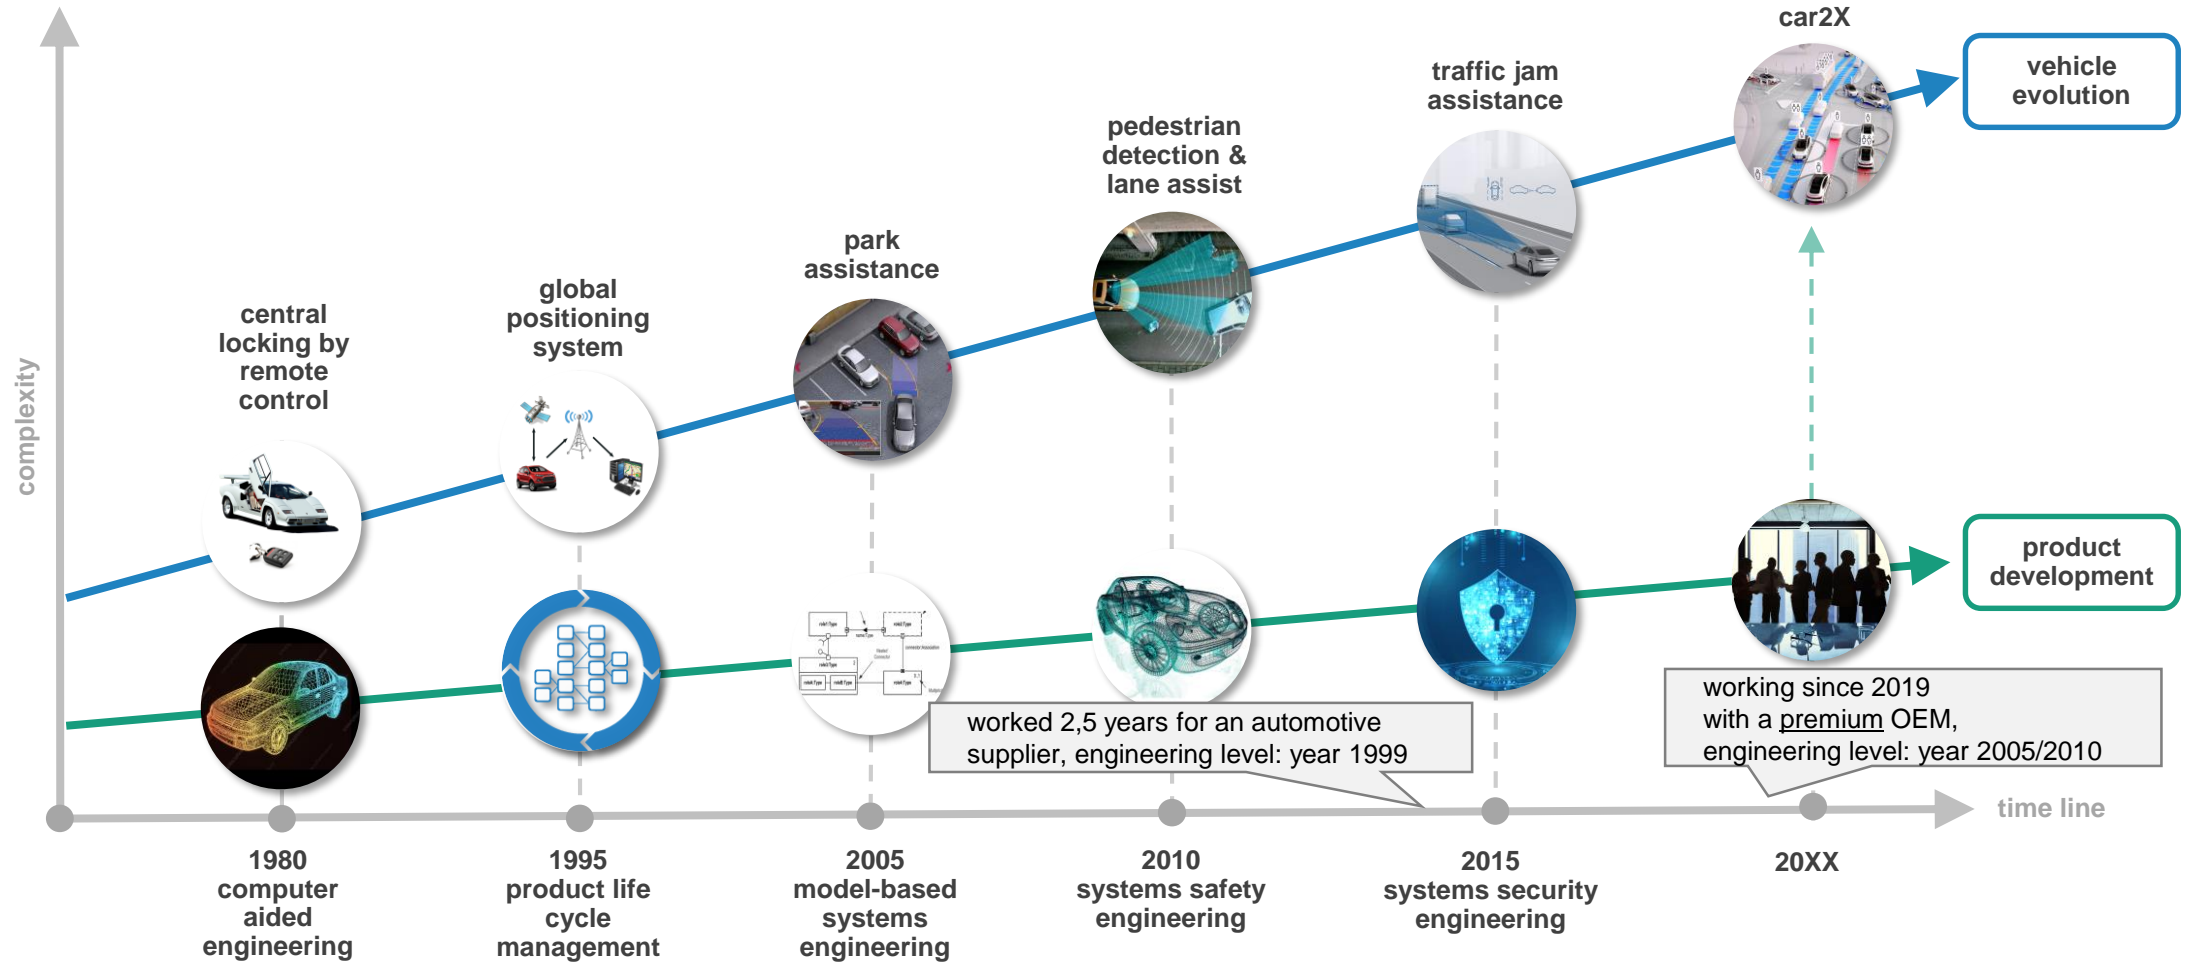 car2X
vehicle
evolution
traffic jam
assistance
pedestrian
detection &
lane assist
park
assistance
global
positioning
system
central
locking by
remote
control
complexity
product
development
working since 2019
with a premium OEM,
engineering level: year 2005/2010
worked 2,5 years for an automotive
supplier, engineering level: year 1999
time line
1980
computer
aided
engineering
1995
product life
cycle
management
2005
model-based
systems
engineering
2010
systems safety
engineering
2015
systems security
engineering
20XX